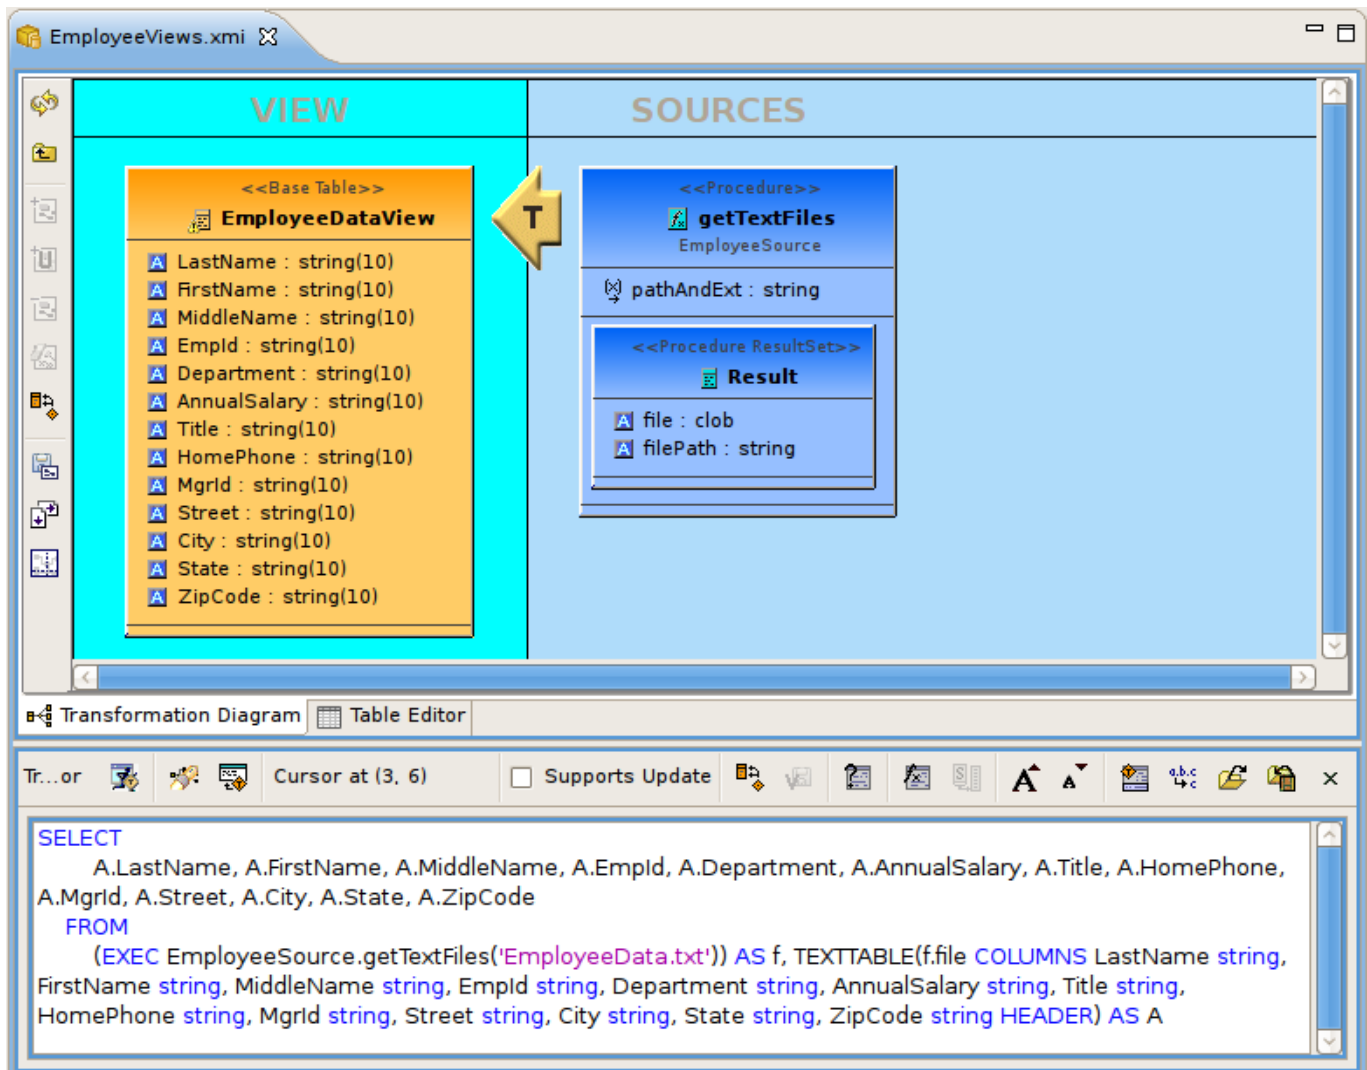 EmployeeViews.xmi
VIEW
SOURCES
<<Base Table>>
EmployeeDataView
LastName : string(10)
FirstName : string(10)
MiddleName : string(10)
EmpId : string(10)
Department : string(10)
AnnualSalary : string(10)
Title : string(10)
HomePhone : string(10)
MgrId : string(10)
Street : string(10)
City : string(10)
State : string(10)
ZipCode : string(10)
T
<<Procedure>>
getTextFiles
EmployeeSource
pathAndExt : string
<<Procedure ResultSet>>
Result
file : clob
filePath : string
Transformation Diagram
Table Editor
Tr...or
Cursor at (3, 6)
Supports Update
SELECT
A.LastName, A.FirstName, A.MiddleName, A.EmpId, A.Department, A.AnnualSalary, A.Title, A.HomePhone,
A.MgrId, A.Street, A.City, A.State, A.ZipCode
FROM
(EXEC EmployeeSource.getTextFiles('EmployeeData.txt')) AS f, TEXTTABLE(f.file COLUMNS LastName string,
FirstName string, MiddleName string, EmpId string, Department string, AnnualSalary string, Title string,
HomePhone string, MgrId string, Street string, City string, State string, ZipCode string HEADER) AS A